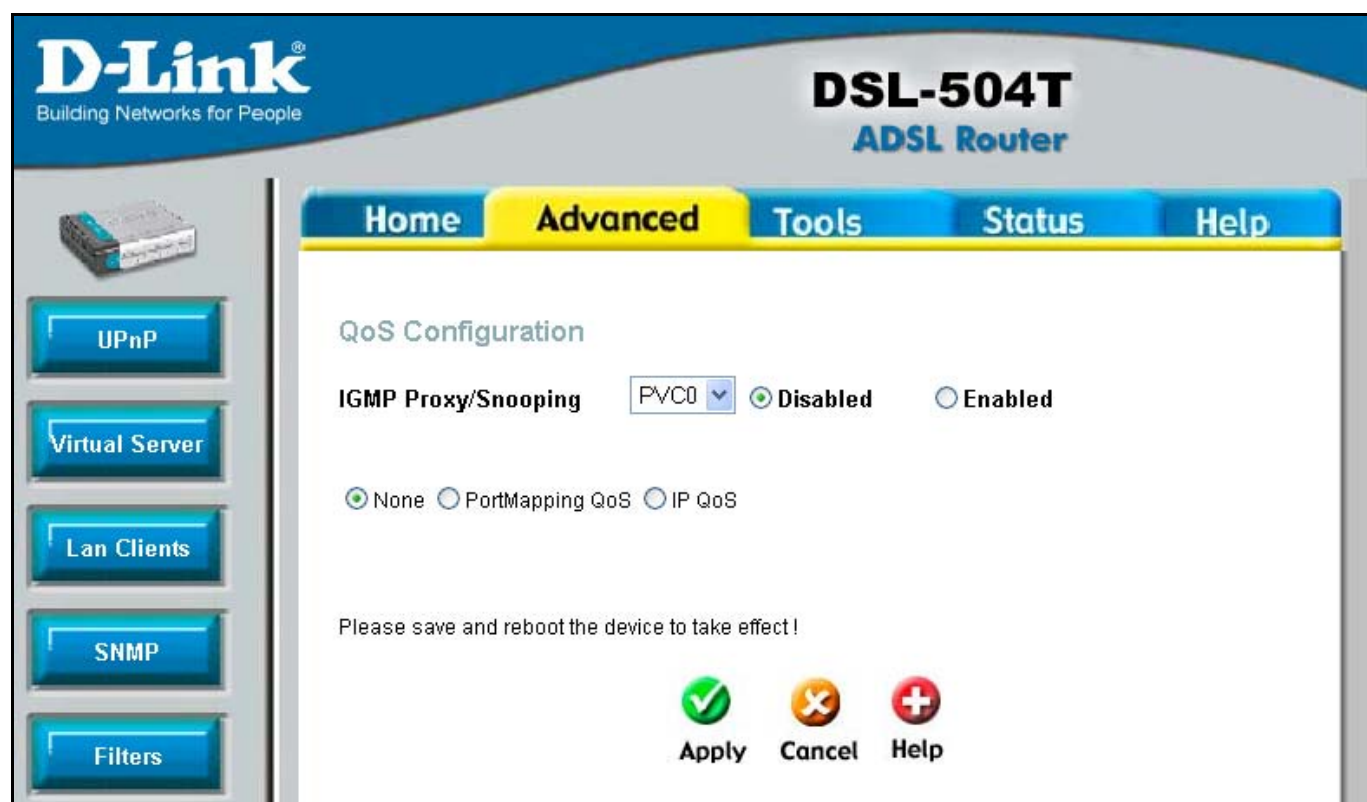 D-Link®
Building Networks for People
DSL-504T
ADSL Router
Home Advanced Tools Status Help
UPnP
Virtual Server
Lan Clients
SNMP
Filters
QoS Configuration
IGMP Proxy/Snooping PVC0 Disabled Enabled
None PortMapping QoS IP QoS
Please save and reboot the device to take effect !
Apply Cancel Help